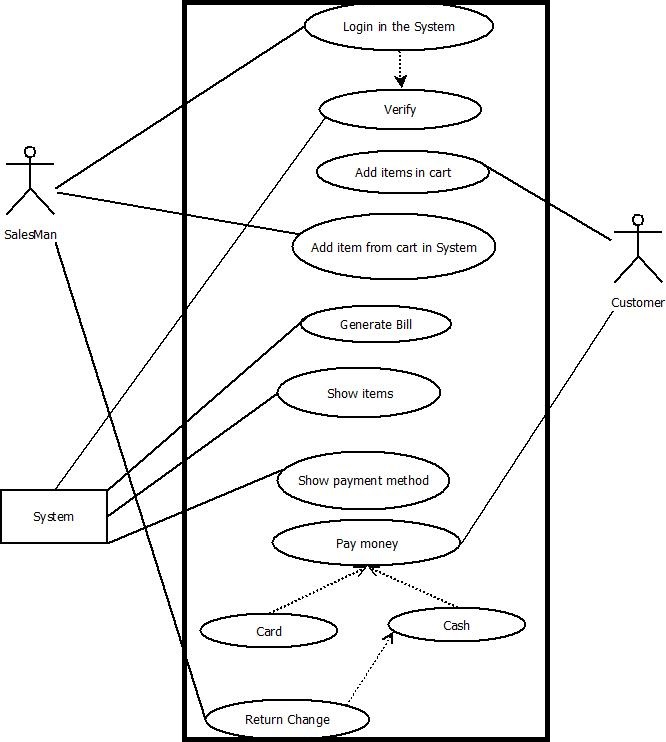 Login in the System
Verify
Add items in cart
SalesMan
Add item from cart in System
Customer
Generate Bill
Show items
Show payment method
System
Pay money
Card
Cash
Return Change